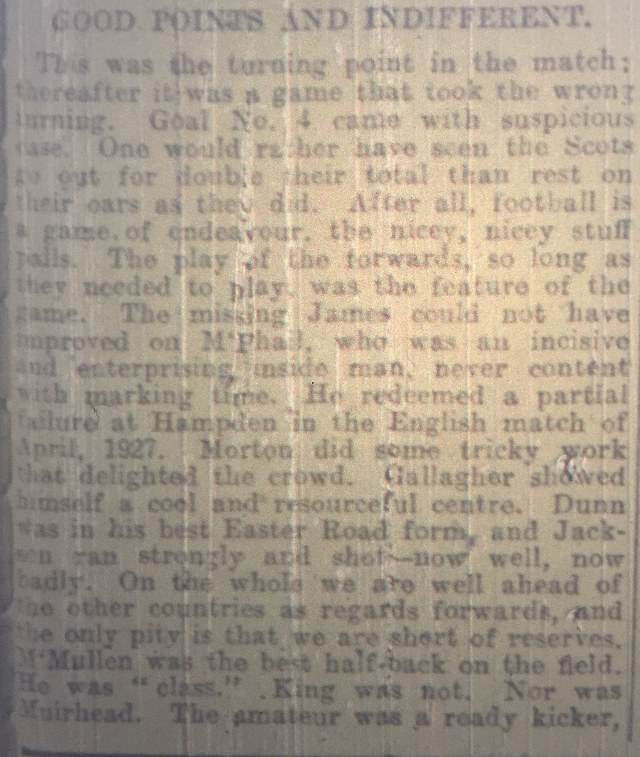 GOOD POINTS AND INDIFFERENT.
This was the turning point in the match;
thereafter it was a game that took the wrong
turning. Goal No. 4 came with suspicious
ease. One would rather have seen the Scots
go out for double their total than rest on
their oars as they did. After all, football is
a game of endeavour, the nicey, nicey stuff
palls. The play of the forwards, so long as
they needed to play, was the feature of the
game. The missing James could not have
improved on M'Phail, who was an incisive
and enterprising inside man, never content
with marking time. He redeemed a partial
failure at Hampden in the English match of
April, 1927. Morton did some tricky work
that delighted the crowd. Gallagher showed
himself a cool and resourceful centre. Dunn
was in his best Easter Road form, and Jack-
son ran strongly and shot—now well, now
badly. On the whole we are well ahead of
the other countries as regards forwards, and
the only pity is that we are short of reserves.
M'Mullen was the best half-back on the field.
He was "class." King was not. Nor was
Muirhead. The amateur was a ready kicker,